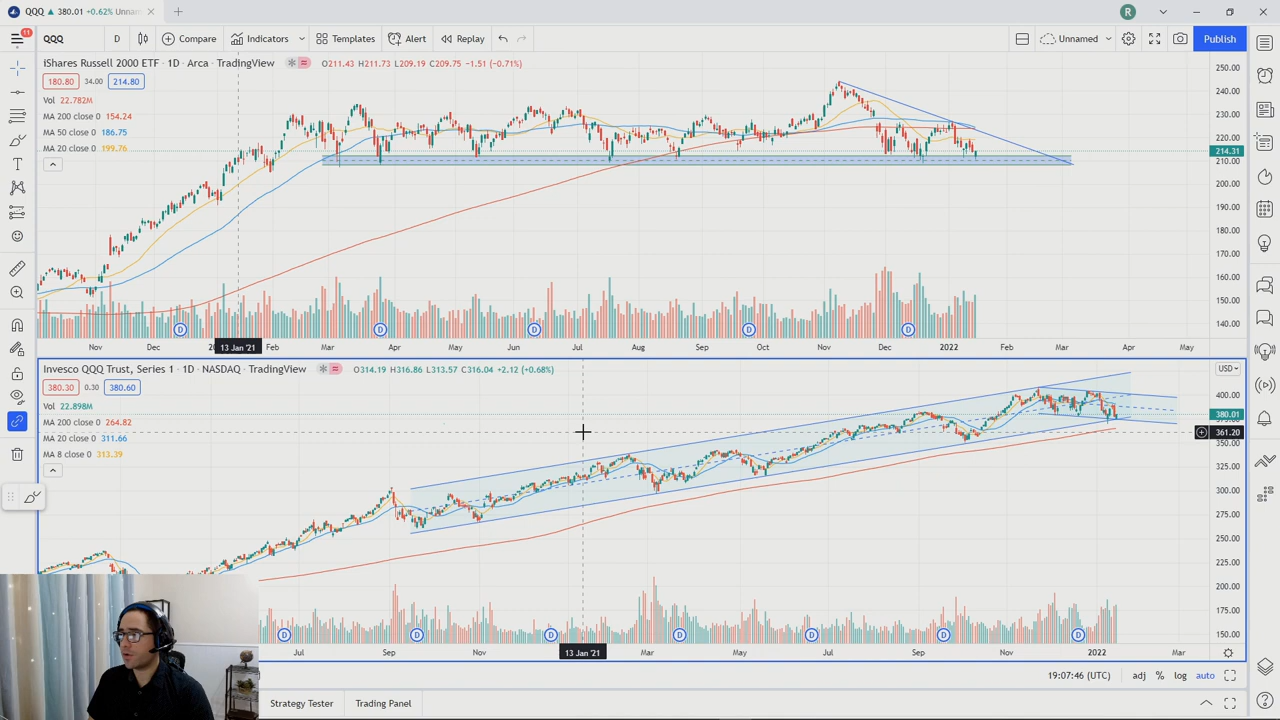 QQQ ▲ 380.01 +0.62% Unnam
R
11
QQQ D Compare Indicators Templates Alert Replay Unnamed Publish
iShares Russell 2000 ETF · 1D · Arca · TradingView O211.43 H211.73 L209.19 C209.75 −1.51 (−0.71%)
180.80 34.00 214.80
Vol 22.782M
MA 200 close 0 154.24
MA 50 close 0 186.75
MA 20 close 0 199.76
250.00
240.00
230.00
220.00
214.31
210.00
200.00
190.00
180.00
170.00
160.00
150.00
140.00
D D D D D
Nov Dec 13 Jan '21 Feb Mar Apr May Jun Jul Aug Sep Oct Nov Dec 2022 Feb Mar Apr May
Invesco QQQ Trust, Series 1 · 1D · NASDAQ · TradingView O314.19 H316.86 L313.57 C316.04 +2.12 (+0.68%)
USD
380.30 0.30 380.60
Vol 22.898M
MA 200 close 0 264.82
MA 20 close 0 311.66
MA 8 close 0 313.39
400.00
380.01
361.20
350.00
325.00
300.00
275.00
250.00
225.00
200.00
175.00
150.00
D D D D D D D
Jul Sep Nov 13 Jan '21 Mar May Jul Sep Nov 2022 Mar
19:07:46 (UTC) adj % log auto
Strategy Tester Trading Panel